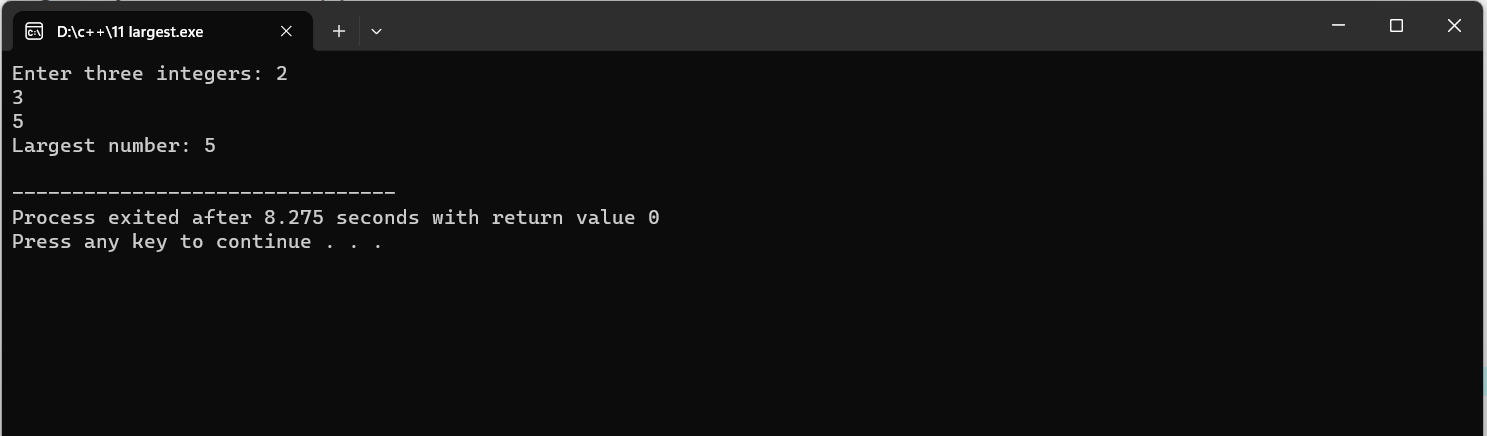 D:\c++\11 largest.exe
Enter three integers: 2
3
5
Largest number: 5
--------------------------------
Process exited after 8.275 seconds with return value 0
Press any key to continue . . .